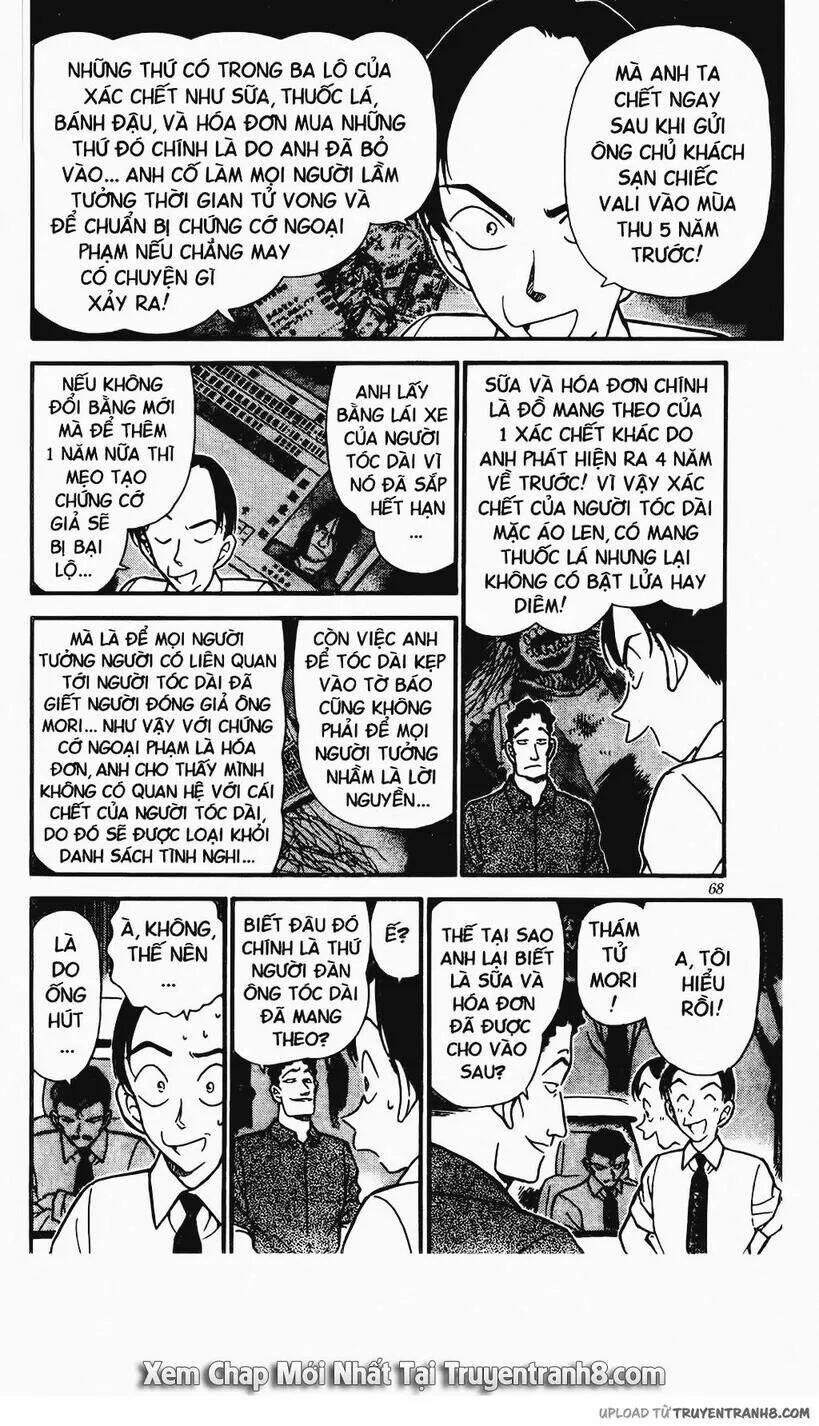 MÀ ANH TA
CHẾT NGAY
SAU KHI GỬI
ÔNG CHỦ KHÁCH
SẠN CHIẾC
VALI VÀO MÙA
THU 5 NĂM
TRƯỚC!
NHỮNG THỨ CÓ TRONG BA LÔ CỦA
XÁC CHẾT NHƯ SỮA, THUỐC LÁ,
BÁNH ĐẬU, VÀ HÓA ĐƠN MUA NHỮNG
THỨ ĐÓ CHÍNH LÀ DO ANH ĐÃ BỎ
VÀO... ANH CỐ LÀM MỌI NGƯỜI LẦM
TƯỞNG THỜI GIAN TỬ VONG VÀ
ĐỂ CHUẨN BỊ CHỨNG CỚ NGOẠI
PHẠM NẾU CHẲNG MAY
CÓ CHUYỆN GÌ
XẢY RA!
SỮA VÀ HÓA ĐƠN CHÍNH
LÀ ĐỒ MANG THEO CỦA
1 XÁC CHẾT KHÁC DO
ANH PHÁT HIỆN RA 4 NĂM
VỀ TRƯỚC! VÌ VẬY XÁC
CHẾT CỦA NGƯỜI TÓC DÀI
MẶC ÁO LEN, CÓ MANG
THUỐC LÁ NHƯNG LẠI
KHÔNG CÓ BẬT LỬA HAY
DIÊM!
ANH LẤY
BẰNG LÁI XE
CỦA NGƯỜI
TÓC DÀI VÌ
NÓ ĐÃ SẮP
HẾT HẠN
...
NẾU KHÔNG
ĐỔI BẰNG MỚI
MÀ ĐỂ THÊM
1 NĂM NỮA THÌ
MẸO TẠO
CHỨNG CỚ
GIẢ SẼ
BỊ BẠI
LỘ...
CÒN VIỆC ANH
ĐỂ TÓC DÀI KẸP
VÀO TỜ BÁO
CŨNG KHÔNG
PHẢI ĐỂ MỌI
NGƯỜI TƯỞNG
NHẦM LÀ LỜI
NGUYỀN...
MÀ LÀ ĐỂ MỌI NGƯỜI
TƯỞNG NGƯỜI CÓ LIÊN QUAN
TỚI NGƯỜI TÓC DÀI ĐÃ
GIẾT NGƯỜI ĐÓNG GIẢ ÔNG
MORI... NHƯ VẬY VỚI CHỨNG
CỚ NGOẠI PHẠM LÀ HÓA
ĐƠN, ANH CHO THẤY MÌNH
KHÔNG CÓ QUAN HỆ VỚI CÁI
CHẾT CỦA NGƯỜI TÓC DÀI,
DO ĐÓ SẼ ĐƯỢC LOẠI KHỎI
DANH SÁCH TÌNH NGHI...
68
A, TÔI
HIỂU
RỒI!
THÁM
TỬ
MORI
!
THẾ TẠI SAO
ANH LẠI BIẾT
LÀ SỮA VÀ
HÓA ĐƠN
ĐÃ ĐƯỢC
CHO VÀO
SAU?
Ế?
BIẾT ĐÂU ĐÓ
CHÍNH LÀ THỨ
NGƯỜI ĐÀN
ÔNG TÓC DÀI
ĐÃ MANG
THEO?
À, KHÔNG,
THẾ NÊN
...
LÀ
DO
ỐNG
HÚT
...
Xem Chap Mới Nhất Tại Truyentranh8.com
UPLOAD TỪ TRUYENTRANH8.COM